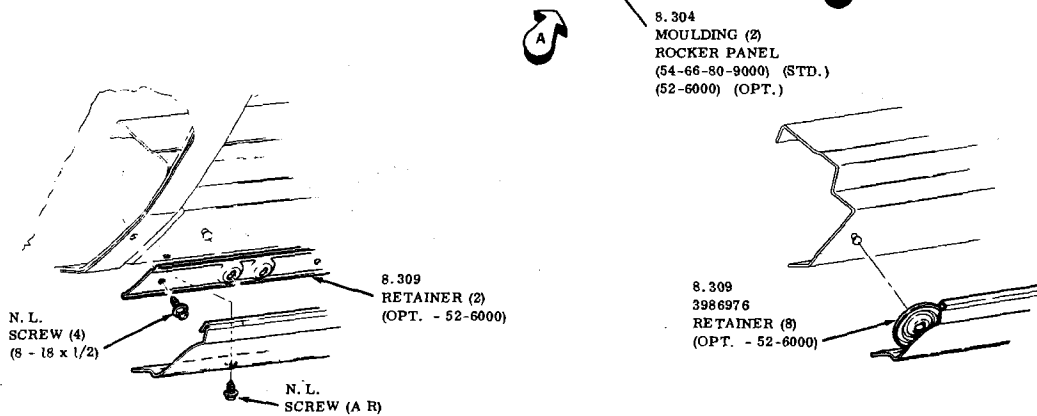 A
8.304
MOULDING (2)
ROCKER PANEL
(54-66-80-9000) (STD.)
(52-6000) (OPT.)
8.309
RETAINER (2)
(OPT. - 52-6000)
N. L.
SCREW (4)
(8 - 18 x 1/2)
N. L.
SCREW (A R)
8.309
3986976
RETAINER (8)
(OPT. - 52-6000)